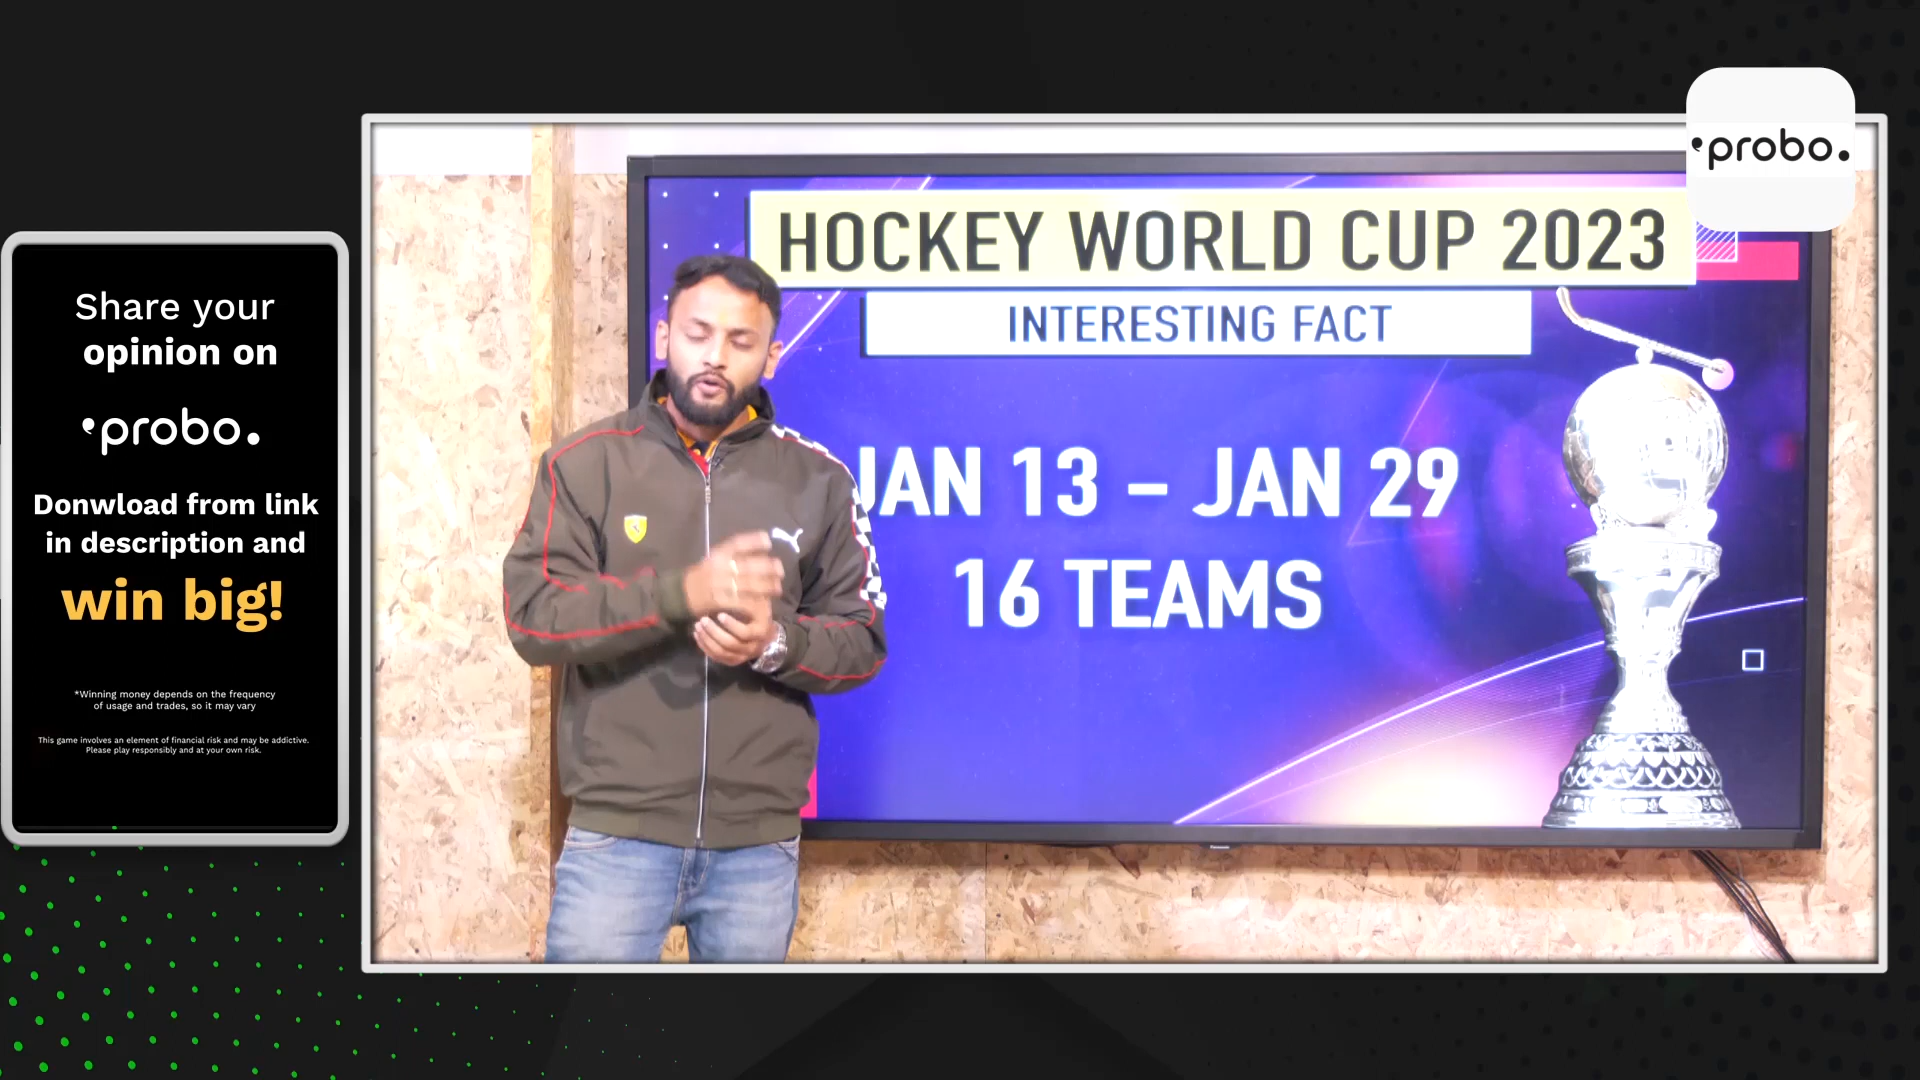 Share your
opinion on
probo.
Donwload from link
in description and
win big!
*Winning money depends on the frequency
of usage and trades, so it may vary
This game involves an element of financial risk and may be addictive.
Please play responsibly and at your own risk.
probo.
HOCKEY WORLD CUP 2023
INTERESTING FACT
JAN 13 – JAN 29
16 TEAMS